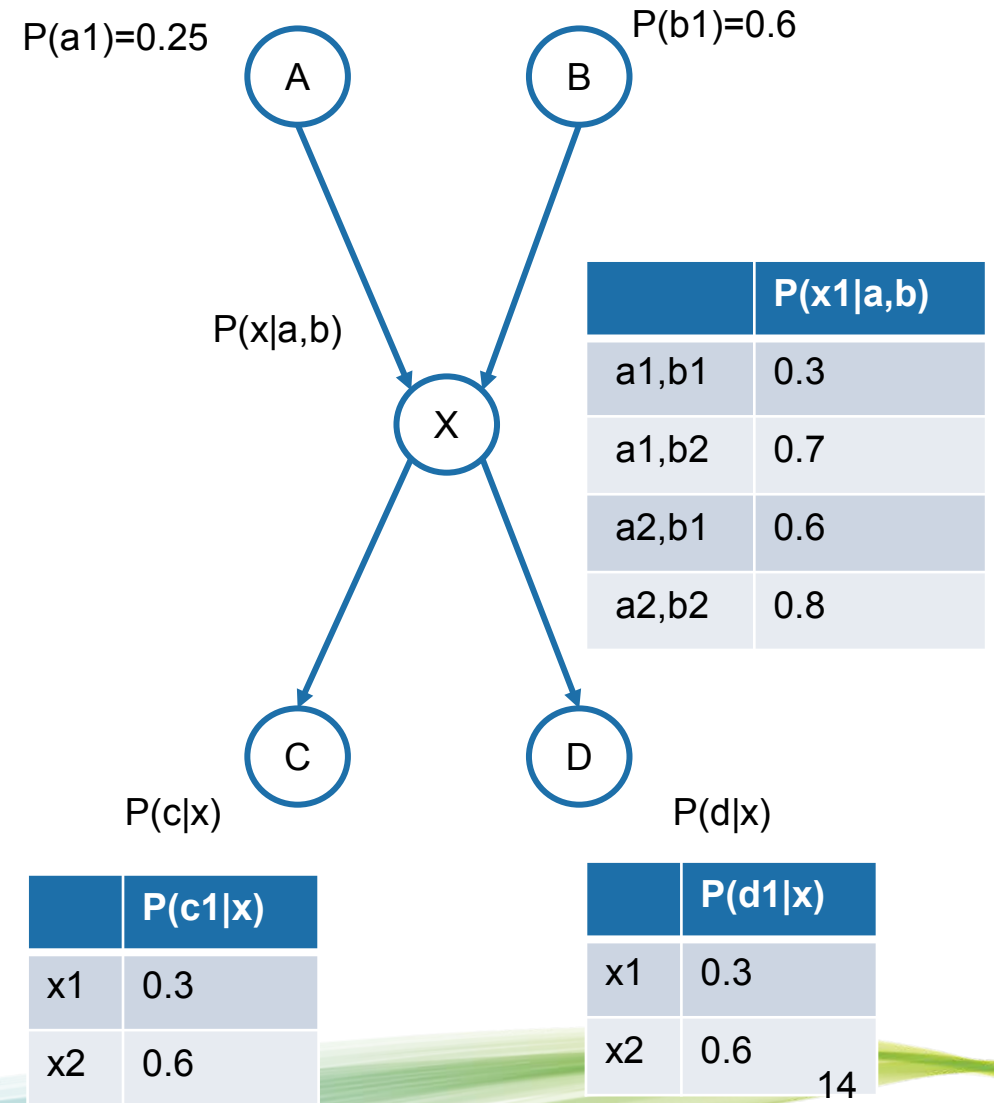 P(a1)=0.25
P(b1)=0.6
A
B
P(x|a,b)
P(x1|a,b)
a1,b1 0.3
a1,b2 0.7
a2,b1 0.6
a2,b2 0.8
X
C
D
P(c|x)
P(d|x)
P(c1|x)
x1 0.3
x2 0.6
P(d1|x)
x1 0.3
x2 0.6
14